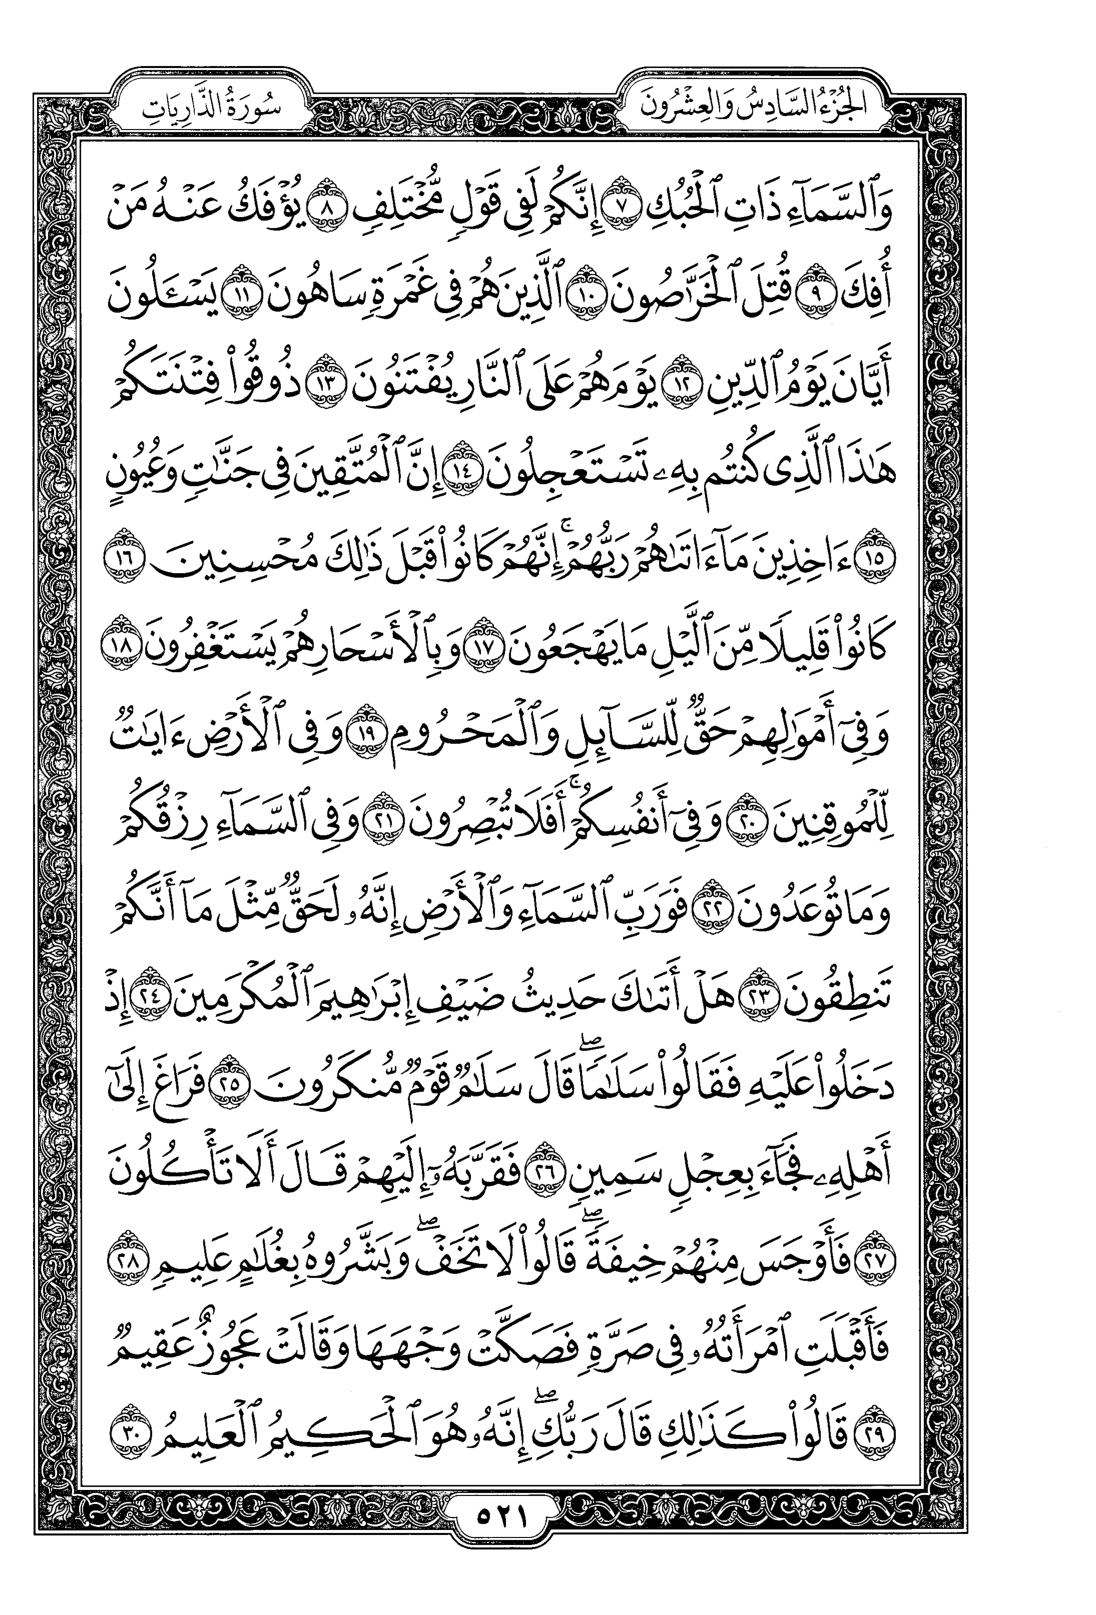 الجُزْءُ السَّادِسُ وَالعِشْرُونَ
سُورَةُ الذَّارِيَاتِ
وَٱلسَّمَآءِ ذَاتِ ٱلْحُبُكِ ٧ إِنَّكُمْ لَفِى قَوْلٍ مُّخْتَلِفٍ ٨ يُؤْفَكُ عَنْهُ مَنْ
أُفِكَ ٩ قُتِلَ ٱلْخَرَّٰصُونَ ١٠ ٱلَّذِينَ هُمْ فِى غَمْرَةٍ سَاهُونَ ١١ يَسْـَٔلُونَ
أَيَّانَ يَوْمُ ٱلدِّينِ ١٢ يَوْمَ هُمْ عَلَى ٱلنَّارِ يُفْتَنُونَ ١٣ ذُوقُوا۟ فِتْنَتَكُمْ
هَٰذَا ٱلَّذِى كُنتُم بِهِۦ تَسْتَعْجِلُونَ ١٤ إِنَّ ٱلْمُتَّقِينَ فِى جَنَّٰتٍ وَعُيُونٍ
١٥ ءَاخِذِينَ مَآ ءَاتَىٰهُمْ رَبُّهُمْ ۚ إِنَّهُمْ كَانُوا۟ قَبْلَ ذَٰلِكَ مُحْسِنِينَ ١٦
كَانُوا۟ قَلِيلًا مِّنَ ٱلَّيْلِ مَا يَهْجَعُونَ ١٧ وَبِٱلْأَسْحَارِ هُمْ يَسْتَغْفِرُونَ ١٨
وَفِىٓ أَمْوَٰلِهِمْ حَقٌّ لِّلسَّآئِلِ وَٱلْمَحْرُومِ ١٩ وَفِى ٱلْأَرْضِ ءَايَٰتٌ
لِّلْمُوقِنِينَ ٢٠ وَفِىٓ أَنفُسِكُمْ ۚ أَفَلَا تُبْصِرُونَ ٢١ وَفِى ٱلسَّمَآءِ رِزْقُكُمْ
وَمَا تُوعَدُونَ ٢٢ فَوَرَبِّ ٱلسَّمَآءِ وَٱلْأَرْضِ إِنَّهُۥ لَحَقٌّ مِّثْلَ مَآ أَنَّكُمْ
تَنطِقُونَ ٢٣ هَلْ أَتَىٰكَ حَدِيثُ ضَيْفِ إِبْرَٰهِيمَ ٱلْمُكْرَمِينَ ٢٤ إِذْ
دَخَلُوا۟ عَلَيْهِ فَقَالُوا۟ سَلَٰمًا ۖ قَالَ سَلَٰمٌ قَوْمٌ مُّنكَرُونَ ٢٥ فَرَاغَ إِلَىٰٓ
أَهْلِهِۦ فَجَآءَ بِعِجْلٍ سَمِينٍ ٢٦ فَقَرَّبَهُۥٓ إِلَيْهِمْ قَالَ أَلَا تَأْكُلُونَ
٢٧ فَأَوْجَسَ مِنْهُمْ خِيفَةً ۖ قَالُوا۟ لَا تَخَفْ ۖ وَبَشَّرُوهُ بِغُلَٰمٍ عَلِيمٍ ٢٨
فَأَقْبَلَتِ ٱمْرَأَتُهُۥ فِى صَرَّةٍ فَصَكَّتْ وَجْهَهَا وَقَالَتْ عَجُوزٌ عَقِيمٌ
٢٩ قَالُوا۟ كَذَٰلِكِ قَالَ رَبُّكِ ۖ إِنَّهُۥ هُوَ ٱلْحَكِيمُ ٱلْعَلِيمُ ٣٠
٥٢١